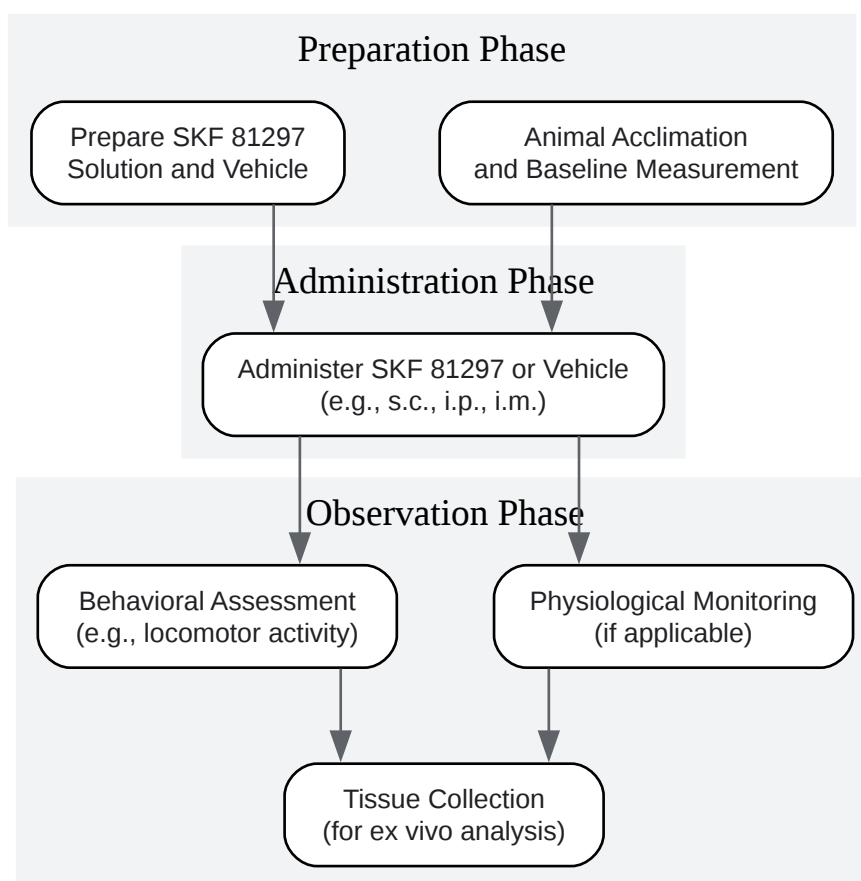 Preparation Phase
Prepare SKF 81297
Solution and Vehicle
Animal Acclimation
and Baseline Measurement
Administration Phase
Administer SKF 81297 or Vehicle
(e.g., s.c., i.p., i.m.)
Observation Phase
Behavioral Assessment
(e.g., locomotor activity)
Physiological Monitoring
(if applicable)
Tissue Collection
(for ex vivo analysis)